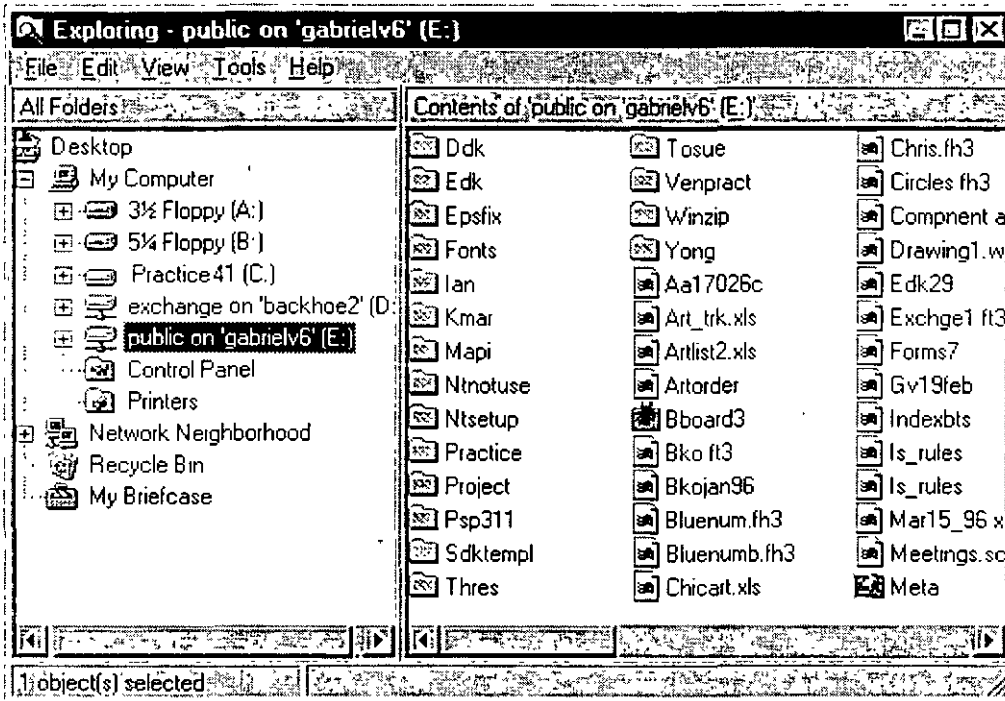 Exploring - public on 'gabrielv6' (E:)
File Edit View Tools Help
All Folders
Contents of 'public on 'gabrielv6' (E:)'
Desktop
My Computer
3½ Floppy (A:)
5¼ Floppy (B:)
Practice41 (C.)
exchange on 'backhoe2' (D:
public on 'gabrielv6' (E:)
Control Panel
Printers
Network Neighborhood
Recycle Bin
My Briefcase
Ddk
Edk
Epsfix
Fonts
Ian
Kmar
Mapi
Ntnotuse
Ntsetup
Practice
Project
Psp311
Sdktempl
Thres
Tosue
Venpract
Winzip
Yong
Aa17026c
Art_trk.xls
Artlist2.xls
Artorder
Bboard3
Bko ft3
Bkojan96
Bluenum.fh3
Bluenumb.fh3
Chicart.xls
Chris.fh3
Circles fh3
Compnent a
Drawing1.w
Edk29
Exchge1 ft3
Forms7
Gv19feb
Indexbts
Is_rules
Is_rules
Mar15_96 x
Meetings.sc
Meta
1 object(s) selected